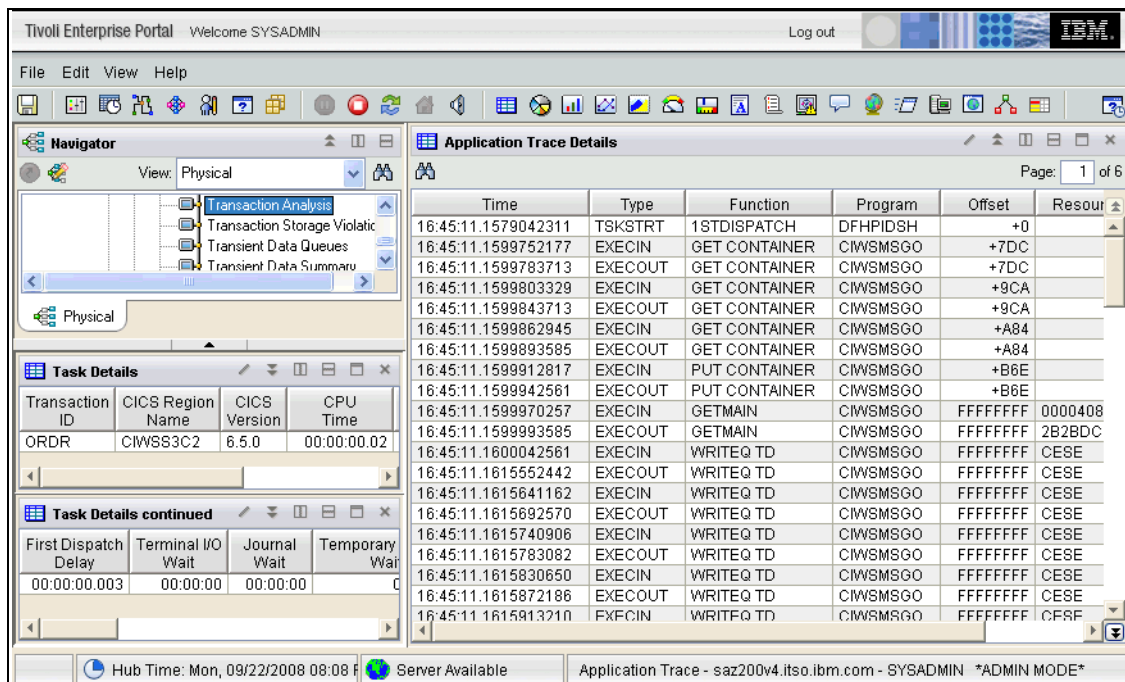 Tivoli Enterprise Portal Welcome SYSADMIN Log out IBM.
File Edit View Help
Navigator
View: Physical
Transaction Analysis
Transaction Storage Violatic
Transient Data Queues
Transient Data Summary
Physical
Task Details
Transaction ID CICS Region Name CICS Version CPU Time
ORDR CIWSS3C2 6.5.0 00:00:00.02
Task Details continued
First Dispatch Delay Terminal I/O Wait Journal Wait Temporary Wai
00:00:00.003 00:00:00 00:00:00 0
Application Trace Details
Page: 1 of 6
Time Type Function Program Offset Resour
16:45:11.1579042311 TSKSTRT 1STDISPATCH DFHPIDSH +0
16:45:11.1599752177 EXECIN GET CONTAINER CIWSMSGO +7DC
16:45:11.1599783713 EXECOUT GET CONTAINER CIWSMSGO +7DC
16:45:11.1599803329 EXECIN GET CONTAINER CIWSMSGO +9CA
16:45:11.1599843713 EXECOUT GET CONTAINER CIWSMSGO +9CA
16:45:11.1599862945 EXECIN GET CONTAINER CIWSMSGO +A84
16:45:11.1599893585 EXECOUT GET CONTAINER CIWSMSGO +A84
16:45:11.1599912817 EXECIN PUT CONTAINER CIWSMSGO +B6E
16:45:11.1599942561 EXECOUT PUT CONTAINER CIWSMSGO +B6E
16:45:11.1599970257 EXECIN GETMAIN CIWSMSGO FFFFFFFF 0000408
16:45:11.1599993585 EXECOUT GETMAIN CIWSMSGO FFFFFFFF 2B2BDC
16:45:11.1600042561 EXECIN WRITEQ TD CIWSMSGO FFFFFFFF CESE
16:45:11.1615552442 EXECOUT WRITEQ TD CIWSMSGO FFFFFFFF CESE
16:45:11.1615641162 EXECIN WRITEQ TD CIWSMSGO FFFFFFFF CESE
16:45:11.1615692570 EXECOUT WRITEQ TD CIWSMSGO FFFFFFFF CESE
16:45:11.1615740906 EXECIN WRITEQ TD CIWSMSGO FFFFFFFF CESE
16:45:11.1615783082 EXECOUT WRITEQ TD CIWSMSGO FFFFFFFF CESE
16:45:11.1615830650 EXECIN WRITEQ TD CIWSMSGO FFFFFFFF CESE
16:45:11.1615872186 EXECOUT WRITEQ TD CIWSMSGO FFFFFFFF CESE
16:45:11.1615913210 EXECIN WRITEQ TD CIWSMSGO FFFFFFFF CESE
Hub Time: Mon, 09/22/2008 08:08 Server Available Application Trace - saz200v4.itso.ibm.com - SYSADMIN *ADMIN MODE*